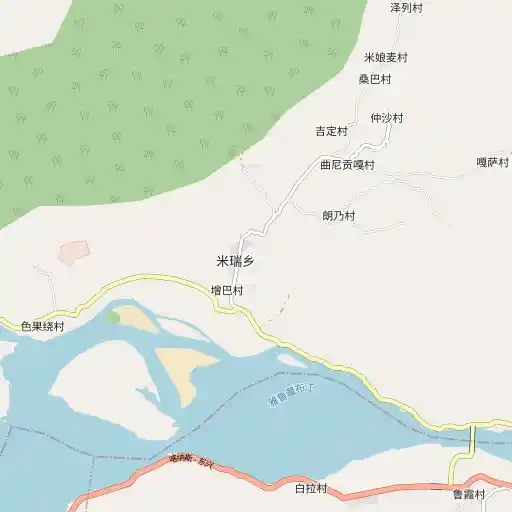 泽列村
米娘麦村
桑巴村
仲沙村
吉定村
曲尼贡嘎村
嘎萨村
朗乃村
米瑞乡
增巴村
色果绕村
雅鲁藏布江
白拉村
鲁霞村